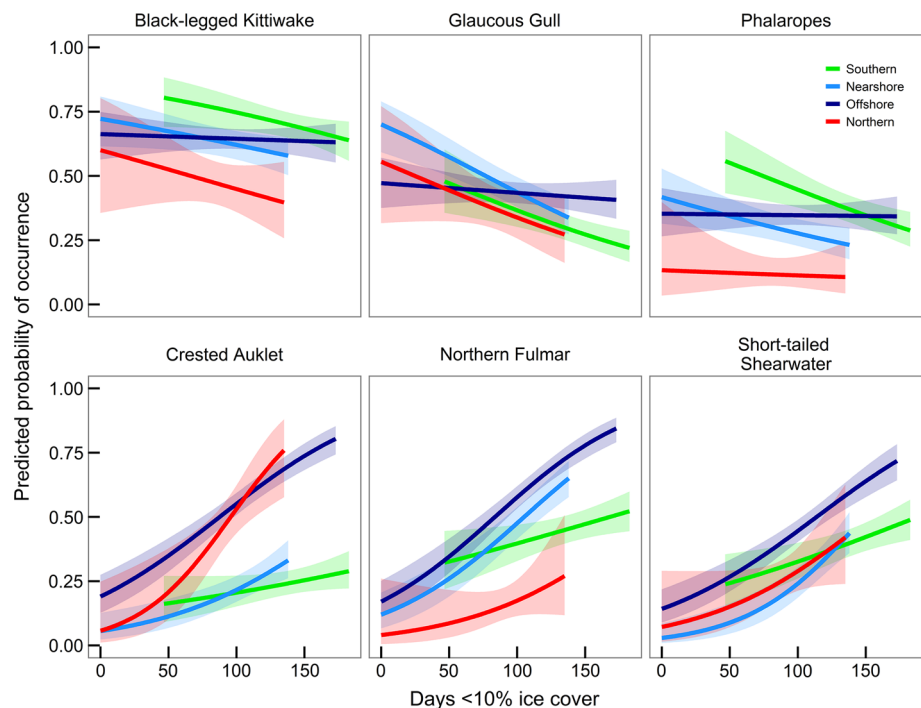 Black-legged Kittiwake
Glaucous Gull
Phalaropes
1.00
0.75
0.50
0.25
0.00
Southern
Nearshore
Offshore
Northern
Predicted probability of occurrence
Crested Auklet
Northern Fulmar
Short-tailed
Shearwater
1.00
0.75
0.50
0.25
0.00
0 50 100 150
0 50 100 150
0 50 100 150
Days <10% ice cover